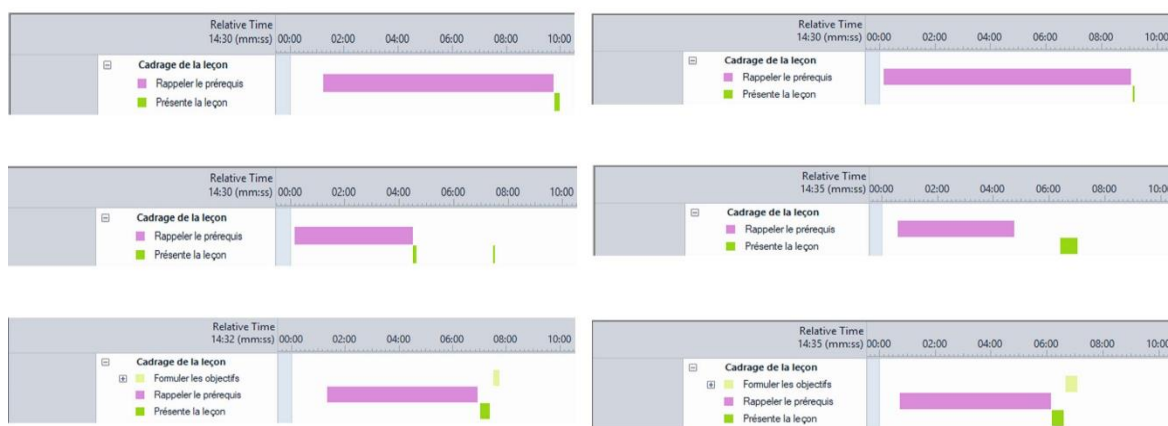 Relative Time
14:30 (mm:ss) 00:00 02:00 04:00 06:00 08:00 10:00
Cadrage de la leçon
Rappeler le prérequis
Présente la leçon
Relative Time
14:30 (mm:ss) 00:00 02:00 04:00 06:00 08:00 10:00
Cadrage de la leçon
Rappeler le prérequis
Présente la leçon
Relative Time
14:30 (mm:ss) 00:00 02:00 04:00 06:00 08:00 10:00
Cadrage de la leçon
Rappeler le prérequis
Présente la leçon
Relative Time
14:35 (mm:ss) 00:00 02:00 04:00 06:00 08:00 10:0
Cadrage de la leçon
Rappeler le prérequis
Présente la leçon
Relative Time
14:32 (mm:ss) 00:00 02:00 04:00 06:00 08:00 10:00
Cadrage de la leçon
Formuler les objectifs
Rappeler le prérequis
Présente la leçon
Relative Time
14:35 (mm:ss) 00:00 02:00 04:00 06:00 08:00 10:00
Cadrage de la leçon
Formuler les objectifs
Rappeler le prérequis
Présente la leçon